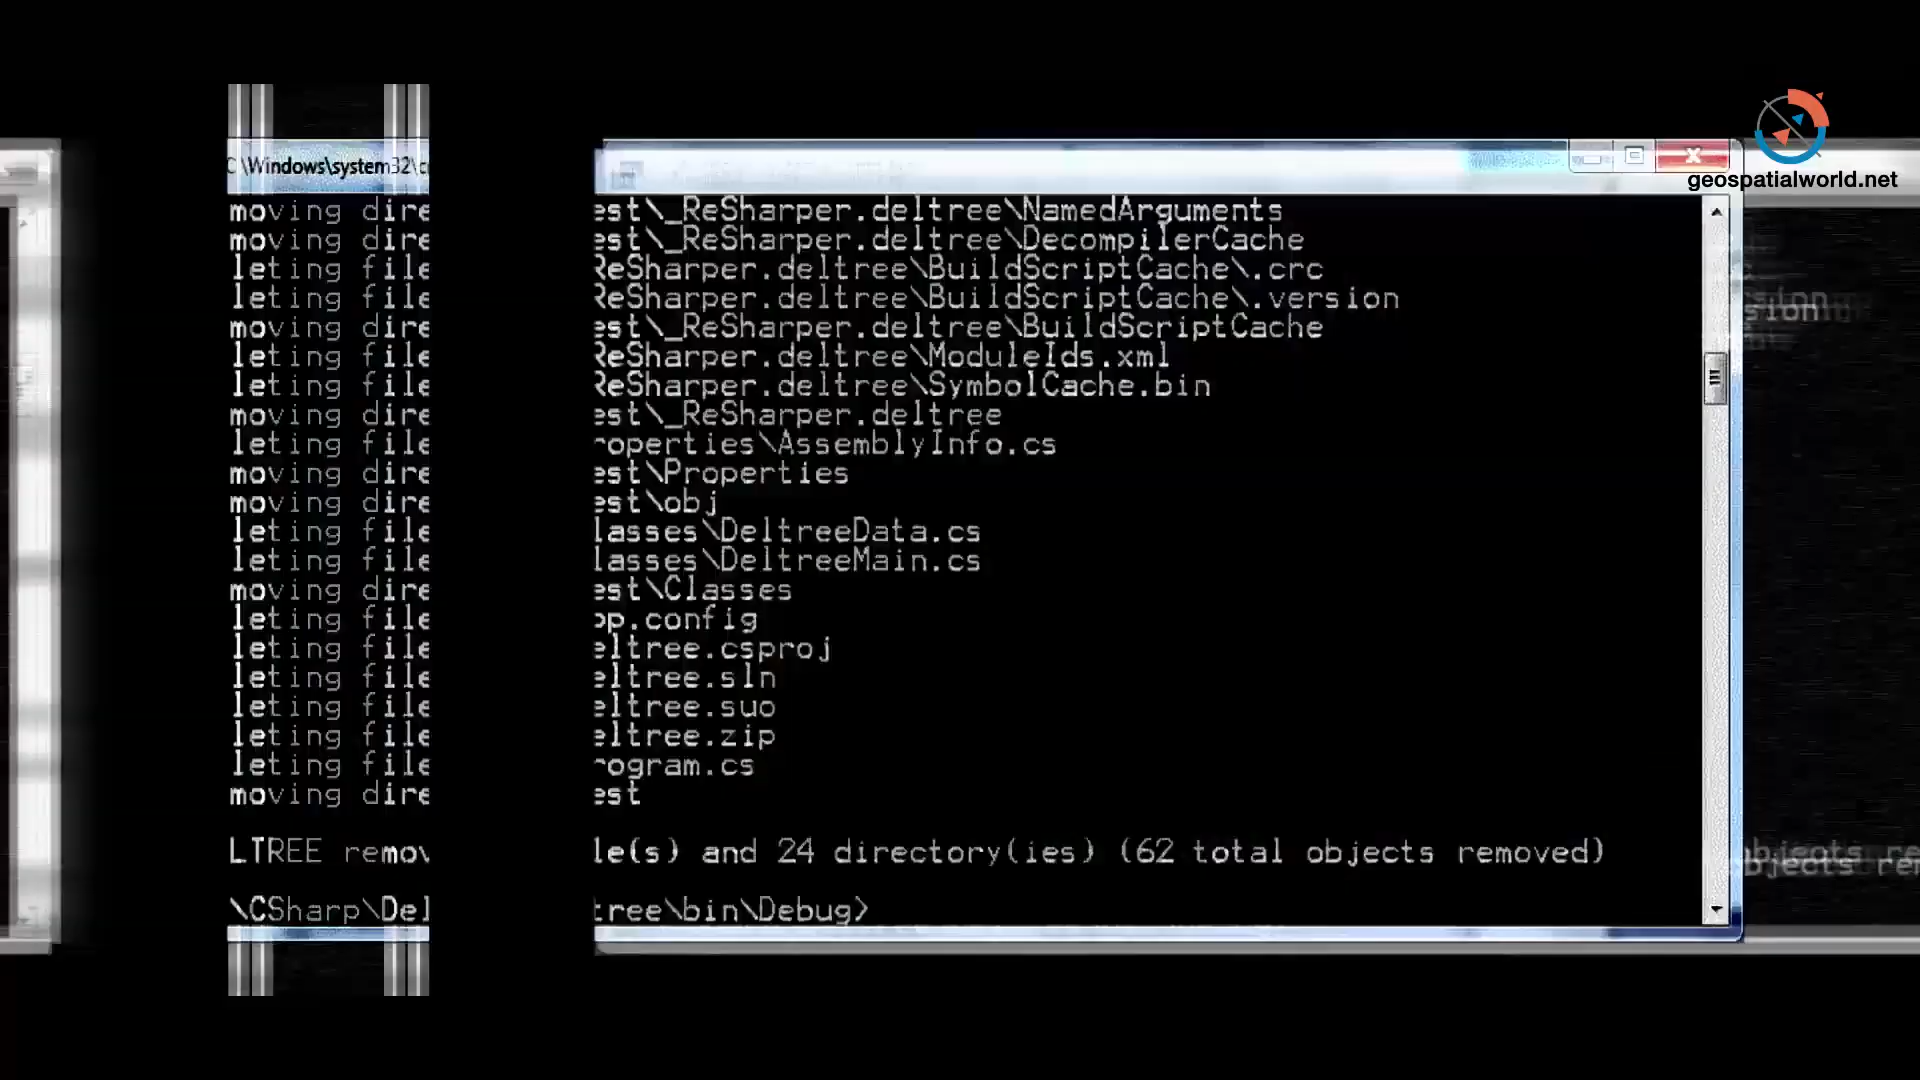 geospatialworld.net
C:\Windows\system32\c
moving dire est\_ReSharper.deltree\NamedArguments
moving dire est\_ReSharper.deltree\DecompilerCache
leting file ReSharper.deltree\BuildScriptCache\.crc
leting file ReSharper.deltree\BuildScriptCache\.version
moving dire est\_ReSharper.deltree\BuildScriptCache
leting file ReSharper.deltree\ModuleIds.xml
leting file ReSharper.deltree\SymbolCache.bin
moving dire est\_ReSharper.deltree
leting file roperties\AssemblyInfo.cs
moving dire est\Properties
moving dire est\obj
leting file lasses\DeltreeData.cs
leting file lasses\DeltreeMain.cs
moving dire est\Classes
leting file pp.config
leting file eltree.csproj
leting file eltree.sln
leting file eltree.suo
leting file eltree.zip
leting file rogram.cs
moving dire est
LTREE remov le(s) and 24 directory(ies) (62 total objects removed)
\CSharp\Del tree\bin\Debug>